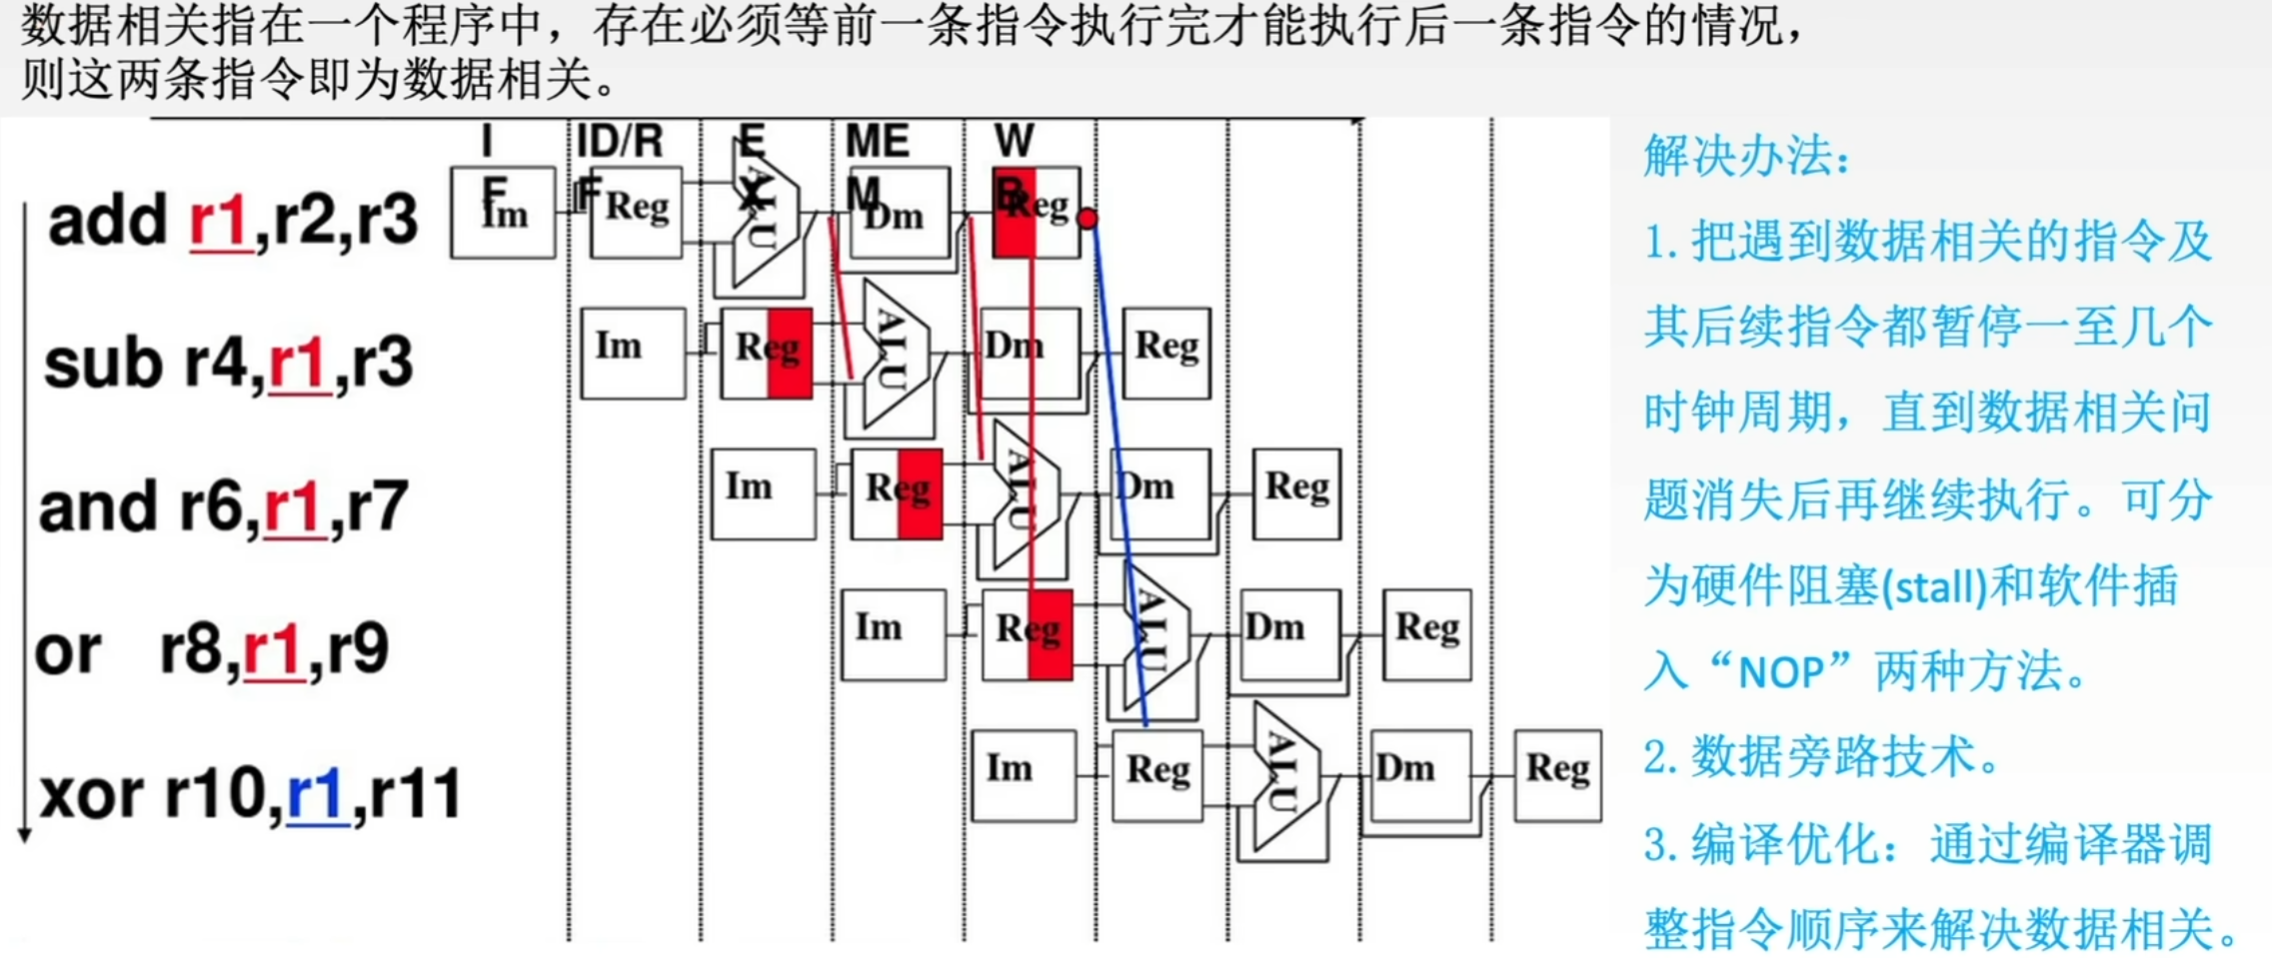 数据相关指在一个程序中，存在必须等前一条指令执行完才能执行后一条指令的情况，
则这两条指令即为数据相关。
IF
ID/RF
EX
MEM
WB
add r1,r2,r3
Im
Reg
ALU
Dm
Reg
sub r4,r1,r3
Im
Reg
ALU
Dm
Reg
and r6,r1,r7
Im
Reg
ALU
Dm
Reg
or r8,r1,r9
Im
Reg
ALU
Dm
Reg
xor r10,r1,r11
Im
Reg
ALU
Dm
Reg
解决办法：
1. 把遇到数据相关的指令及
其后续指令都暂停一至几个
时钟周期，直到数据相关问
题消失后再继续执行。可分
为硬件阻塞(stall)和软件插
入“NOP”两种方法。
2. 数据旁路技术。
3. 编译优化：通过编译器调
整指令顺序来解决数据相关。